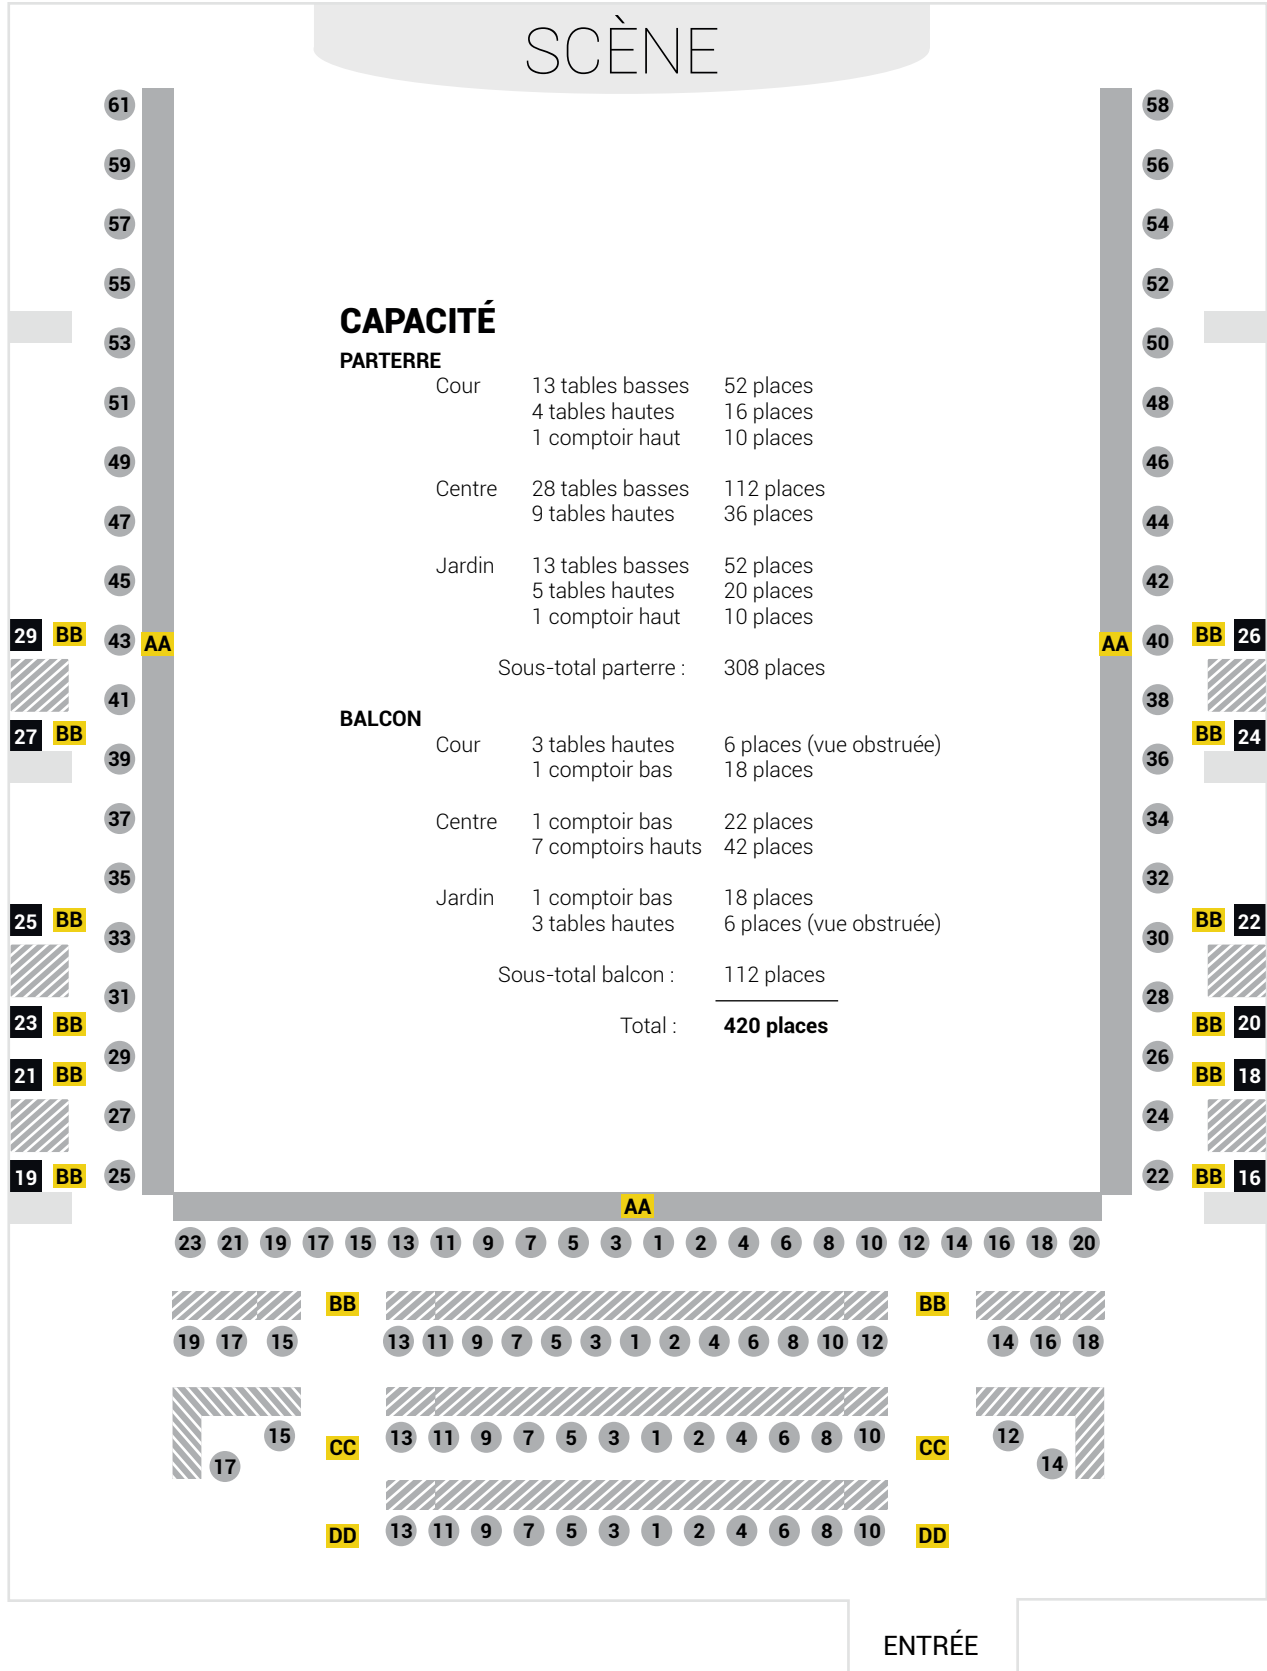 SCÈNE
61 58
59 56
57 54
55 52
CAPACITÉ
53 50
PARTERRE
Cour 13 tables basses 52 places
51 4 tables hautes 16 places 48
1 comptoir haut 10 places
49 46
Centre 28 tables basses 112 places
9 tables hautes 36 places
47 44
Jardin 13 tables basses 52 places
45 42
5 tables hautes 20 places
1 comptoir haut 10 places
29 BB 43 AA AA 40 BB 26
Sous-total parterre : 308 places
41 38
BALCON
27 BB BB 24
Cour 3 tables hautes 6 places (vue obstruée)
39 36
1 comptoir bas 18 places
37 34
Centre 1 comptoir bas 22 places
7 comptoirs hauts 42 places
35 32
Jardin 1 comptoir bas 18 places
25 BB 3 tables hautes 6 places (vue obstruée) BB 22
33 30
Sous-total balcon : 112 places
31 28
23 BB Total : 420 places BB 20
29 26
21 BB BB 18
27 24
19 BB 25 22 BB 16
AA
23 21 19 17 15 13 11 9 7 5 3 1 2 4 6 8 10 12 14 16 18 20
BB BB
19 17 15 13 11 9 7 5 3 1 2 4 6 8 10 12 14 16 18
15 13 11 9 7 5 3 1 2 4 6 8 10 12
CC CC
17 14
DD 13 11 9 7 5 3 1 2 4 6 8 10 DD
ENTRÉE